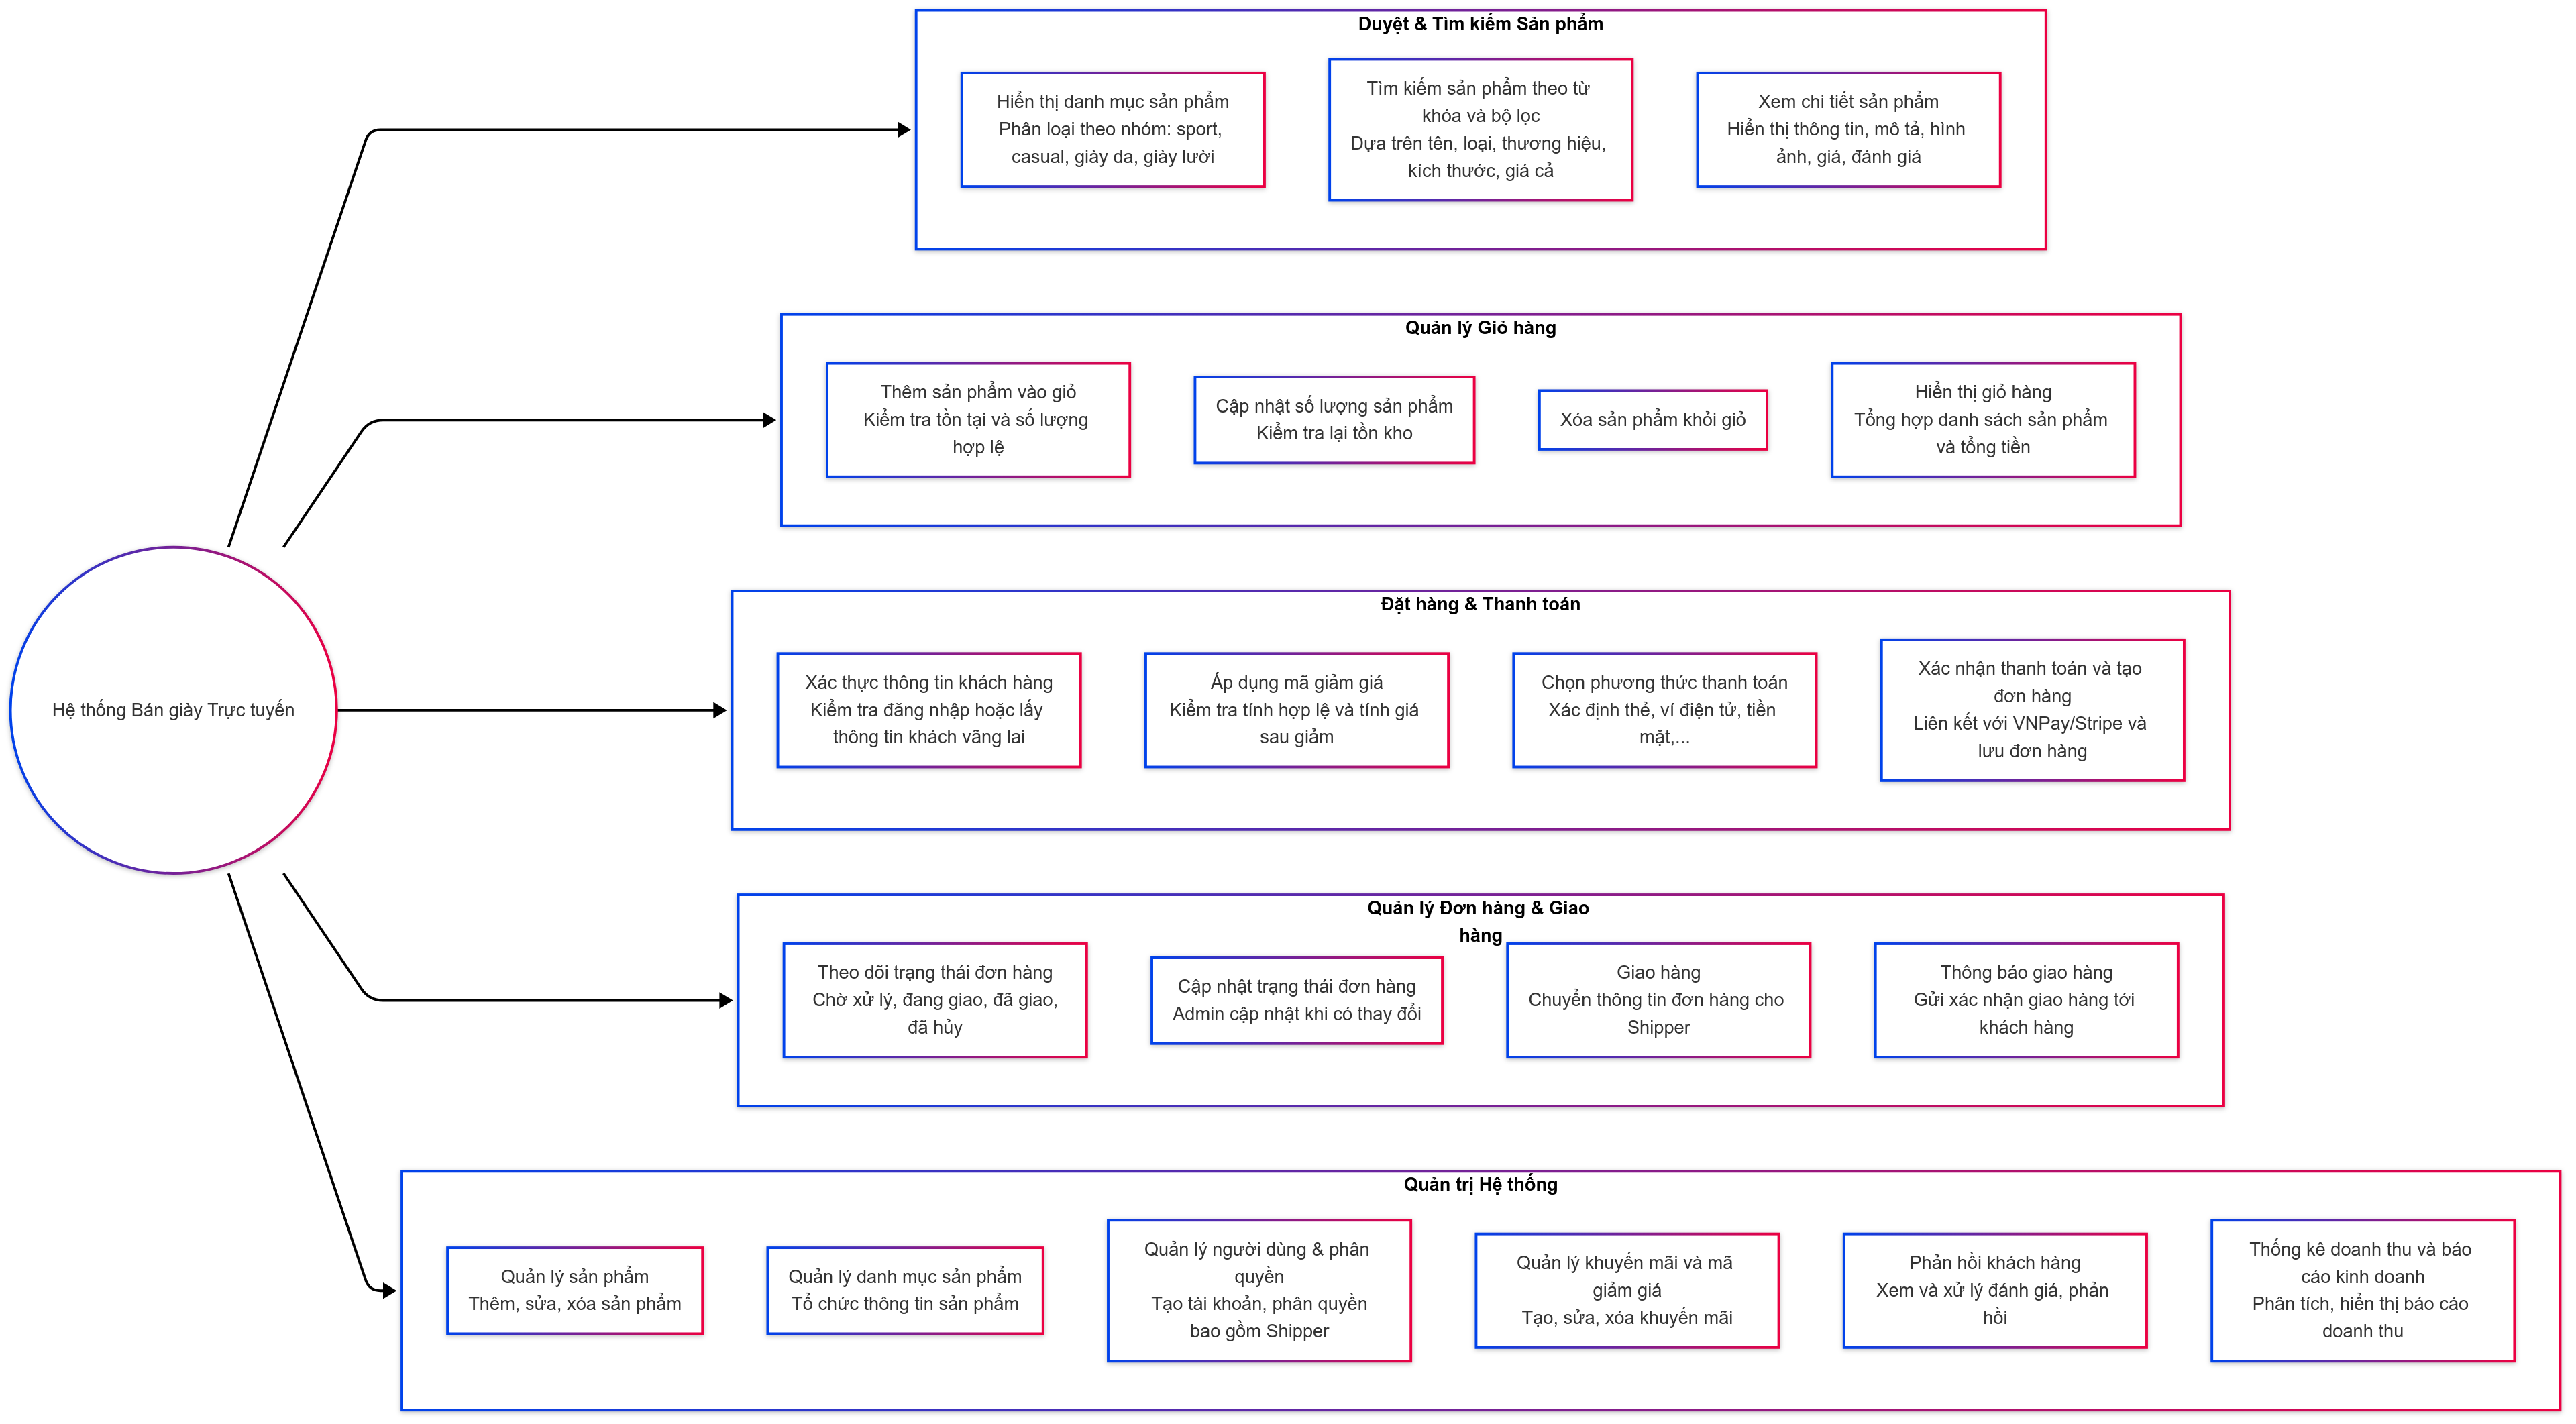 Duyệt & Tìm kiếm Sản phẩm
Hiển thị danh mục sản phẩm
Phân loại theo nhóm: sport,
casual, giày da, giày lười
Tìm kiếm sản phẩm theo từ
khóa và bộ lọc
Dựa trên tên, loại, thương hiệu,
kích thước, giá cả
Xem chi tiết sản phẩm
Hiển thị thông tin, mô tả, hình
ảnh, giá, đánh giá
Quản lý Giỏ hàng
Thêm sản phẩm vào giỏ
Kiểm tra tồn tại và số lượng
hợp lệ
Cập nhật số lượng sản phẩm
Kiểm tra lại tồn kho
Xóa sản phẩm khỏi giỏ
Hiển thị giỏ hàng
Tổng hợp danh sách sản phẩm
và tổng tiền
Hệ thống Bán giày Trực tuyến
Đặt hàng & Thanh toán
Xác thực thông tin khách hàng
Kiểm tra đăng nhập hoặc lấy
thông tin khách vãng lai
Áp dụng mã giảm giá
Kiểm tra tính hợp lệ và tính giá
sau giảm
Chọn phương thức thanh toán
Xác định thẻ, ví điện tử, tiền
mặt,...
Xác nhận thanh toán và tạo
đơn hàng
Liên kết với VNPay/Stripe và
lưu đơn hàng
Quản lý Đơn hàng & Giao
hàng
Theo dõi trạng thái đơn hàng
Chờ xử lý, đang giao, đã giao,
đã hủy
Cập nhật trạng thái đơn hàng
Admin cập nhật khi có thay đổi
Giao hàng
Chuyển thông tin đơn hàng cho
Shipper
Thông báo giao hàng
Gửi xác nhận giao hàng tới
khách hàng
Quản trị Hệ thống
Quản lý sản phẩm
Thêm, sửa, xóa sản phẩm
Quản lý danh mục sản phẩm
Tổ chức thông tin sản phẩm
Quản lý người dùng & phân
quyền
Tạo tài khoản, phân quyền
bao gồm Shipper
Quản lý khuyến mãi và mã
giảm giá
Tạo, sửa, xóa khuyến mãi
Phản hồi khách hàng
Xem và xử lý đánh giá, phản
hồi
Thống kê doanh thu và báo
cáo kinh doanh
Phân tích, hiển thị báo cáo
doanh thu